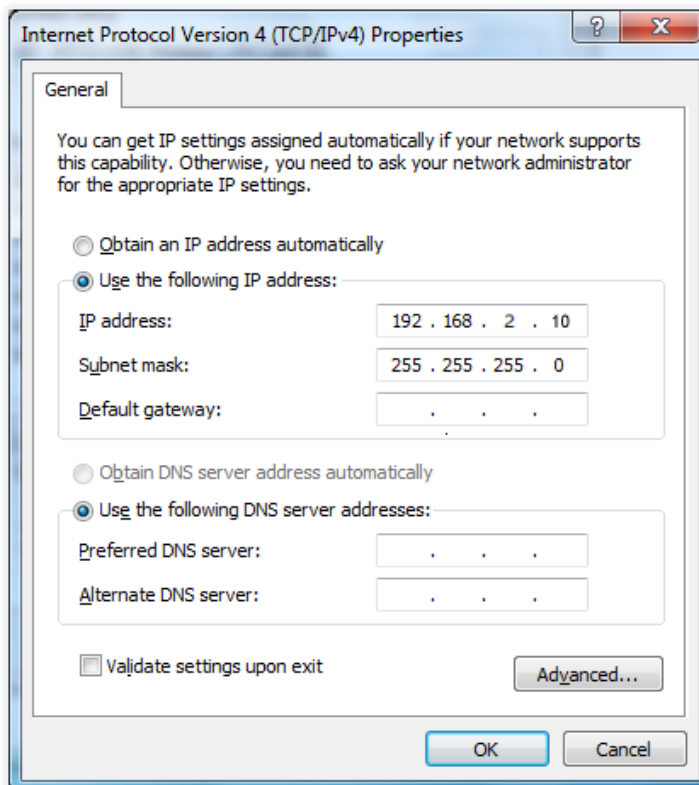 Internet Protocol Version 4 (TCP/IPv4) Properties
?
X
General
You can get IP settings assigned automatically if your network supports
this capability. Otherwise, you need to ask your network administrator
for the appropriate IP settings.
Obtain an IP address automatically
Use the following IP address:
IP address: 192 . 168 . 2 . 10
Subnet mask: 255 . 255 . 255 . 0
Default gateway: . . .
Obtain DNS server address automatically
Use the following DNS server addresses:
Preferred DNS server: . . .
Alternate DNS server: . . .
Validate settings upon exit
Advanced...
OK Cancel